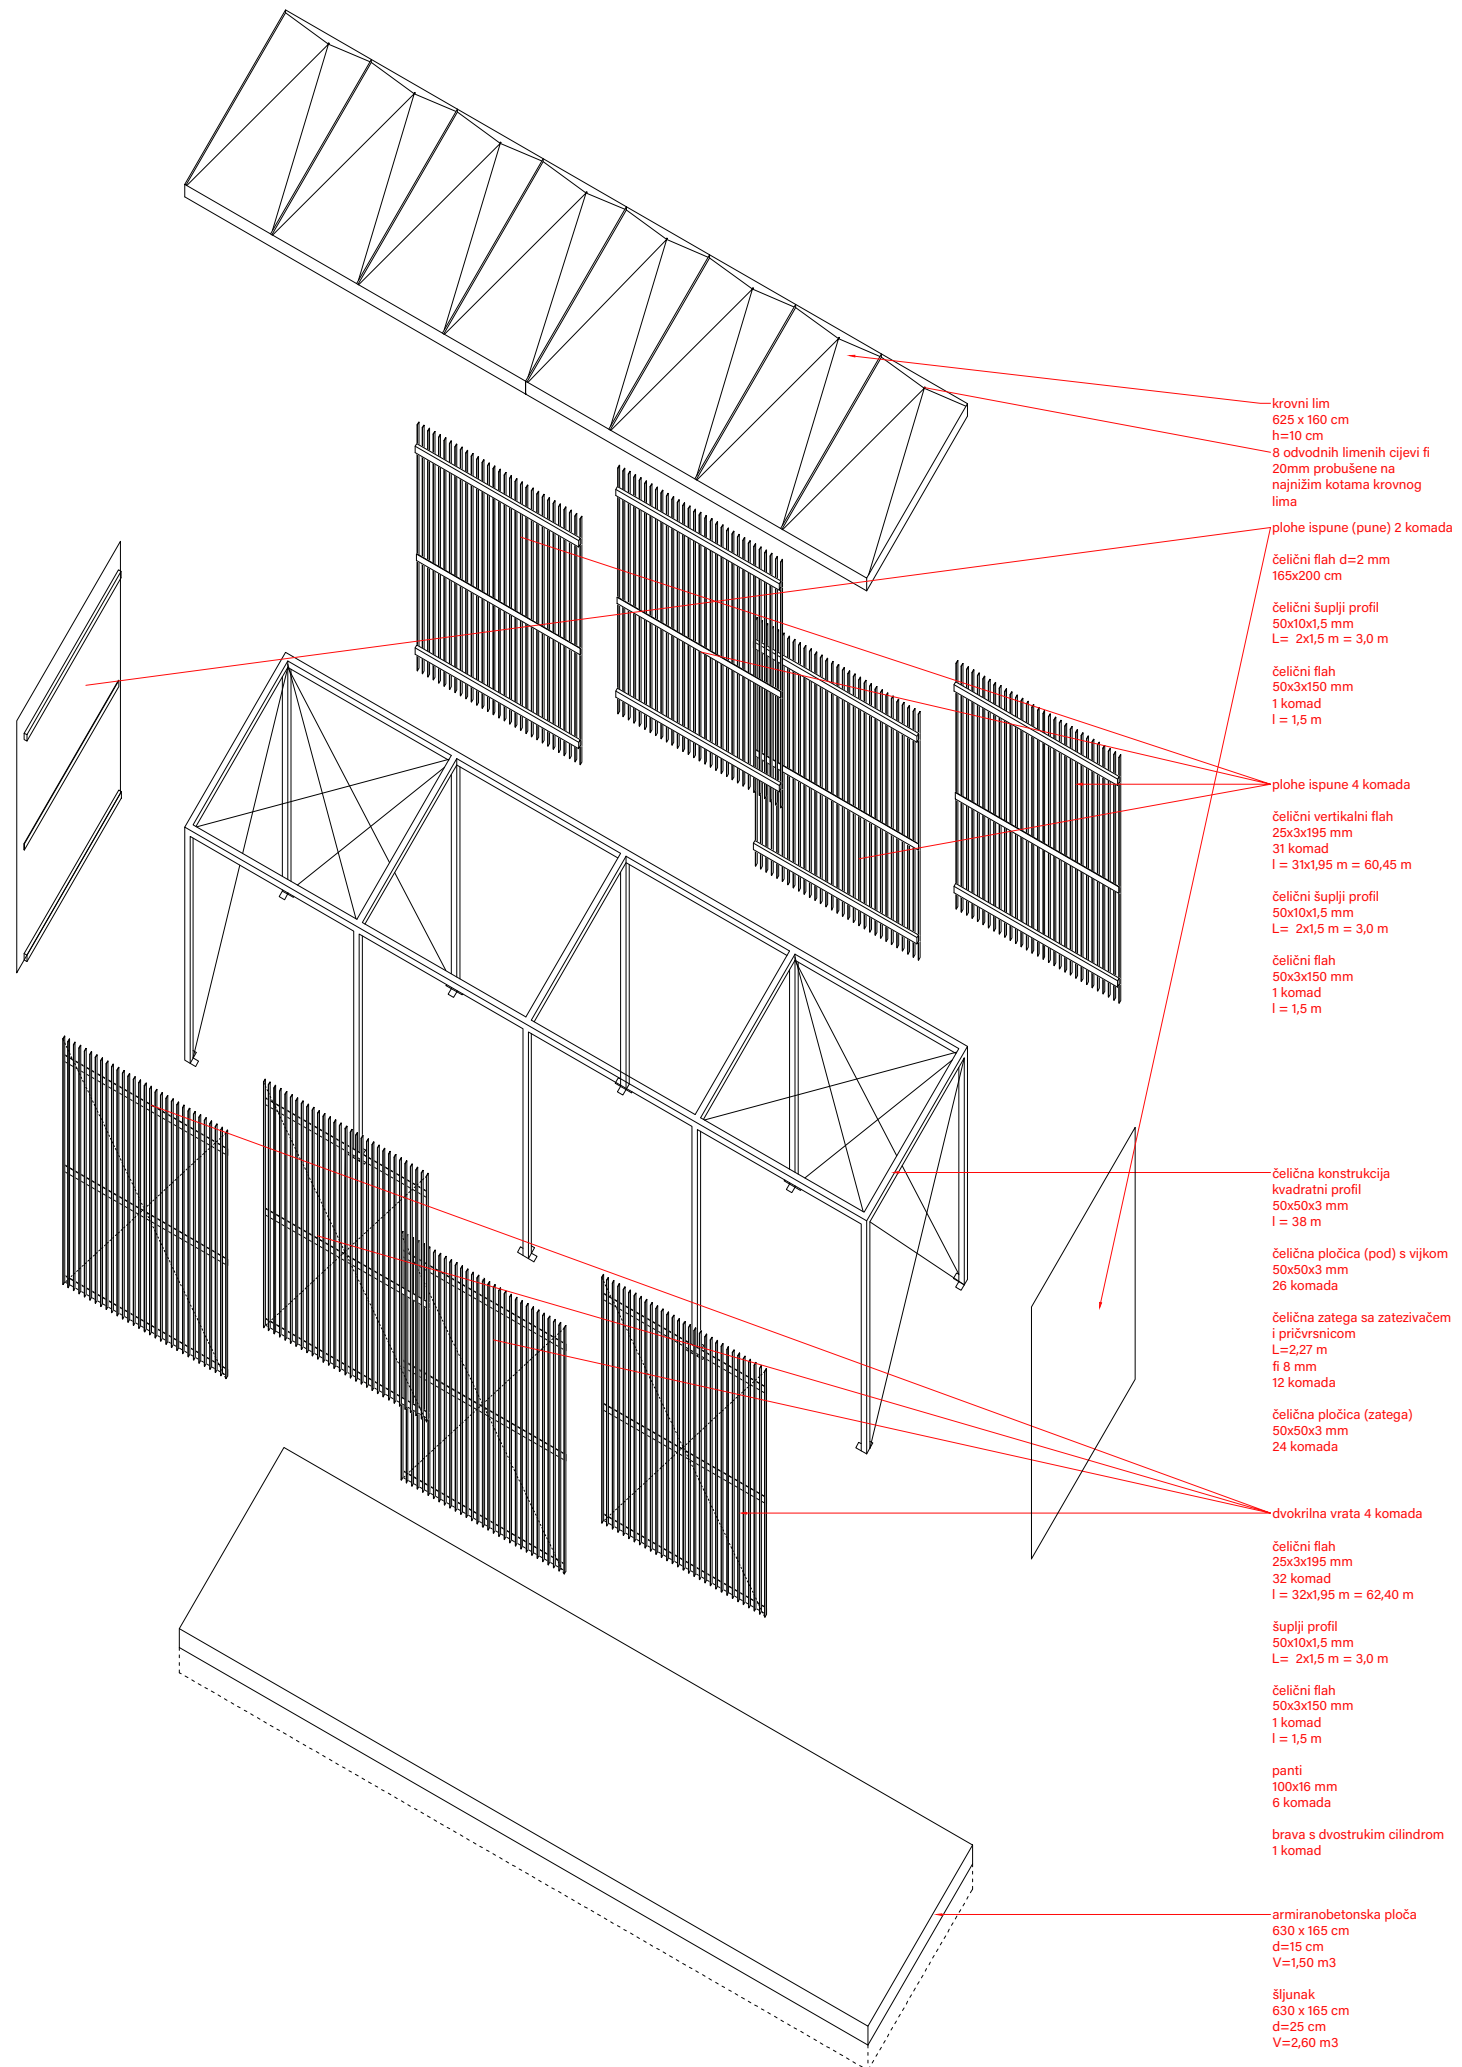 krovni lim
625 x 160 cm
h=10 cm
8 odvodnih limenih cijevi fi
20mm probušene na
najnižim kotama krovnog
lima
plohe ispune (pune) 2 komada
čelični flah d=2 mm
165x200 cm
čelični šuplji profil
50x10x1,5 mm
L= 2x1,5 m = 3,0 m
čelični flah
50x3x150 mm
1 komad
l = 1,5 m
plohe ispune 4 komada
čelični vertikalni flah
25x3x195 mm
31 komad
l = 31x1,95 m = 60,45 m
čelični šuplji profil
50x10x1,5 mm
L= 2x1,5 m = 3,0 m
čelični flah
50x3x150 mm
1 komad
l = 1,5 m
čelična konstrukcija
kvadratni profil
50x50x3 mm
l = 38 m
čelična pločica (pod) s vijkom
50x50x3 mm
26 komada
čelična zatega sa zatezivačem
i pričvrsnicom
L=2,27 m
fi 8 mm
12 komada
čelična pločica (zatega)
50x50x3 mm
24 komada
dvokrilna vrata 4 komada
čelični flah
25x3x195 mm
32 komad
l = 32x1,95 m = 62,40 m
šuplji profil
50x10x1,5 mm
L= 2x1,5 m = 3,0 m
čelični flah
50x3x150 mm
1 komad
l = 1,5 m
panti
100x16 mm
6 komada
brava s dvostrukim cilindrom
1 komad
armiranobetonska ploča
630 x 165 cm
d=15 cm
V=1,50 m3
šljunak
630 x 165 cm
d=25 cm
V=2,60 m3